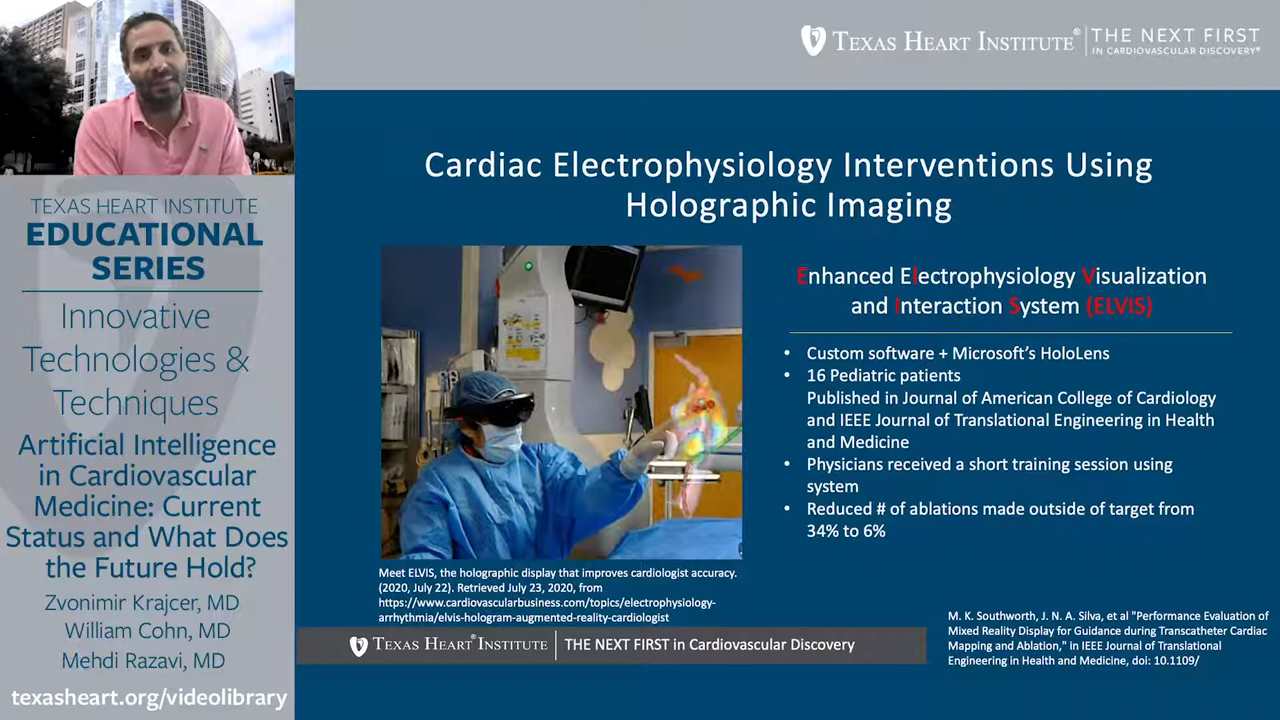 TEXAS HEART INSTITUTE®
THE NEXT FIRST
IN CARDIOVASCULAR DISCOVERY®
TEXAS HEART INSTITUTE
EDUCATIONAL
SERIES
Innovative
Technologies &
Techniques
Artificial Intelligence
in Cardiovascular
Medicine: Current
Status and What Does
the Future Hold?
Zvonimir Krajcer, MD
William Cohn, MD
Mehdi Razavi, MD
texasheart.org/videolibrary
Cardiac Electrophysiology Interventions Using
Holographic Imaging
Enhanced Electrophysiology Visualization
and Interaction System (ELVIS)
• Custom software + Microsoft’s HoloLens
• 16 Pediatric patients
Published in Journal of American College of Cardiology
and IEEE Journal of Translational Engineering in Health
and Medicine
• Physicians received a short training session using
system
• Reduced # of ablations made outside of target from
34% to 6%
Meet ELVIS, the holographic display that improves cardiologist accuracy.
(2020, July 22). Retrieved July 23, 2020, from
https://www.cardiovascularbusiness.com/topics/electrophysiology-
arrhythmia/elvis-hologram-augmented-reality-cardiologist
TEXAS HEART INSTITUTE®
THE NEXT FIRST in Cardiovascular Discovery
M. K. Southworth, J. N. A. Silva, et al "Performance Evaluation of
Mixed Reality Display for Guidance during Transcatheter Cardiac
Mapping and Ablation," in IEEE Journal of Translational
Engineering in Health and Medicine, doi: 10.1109/